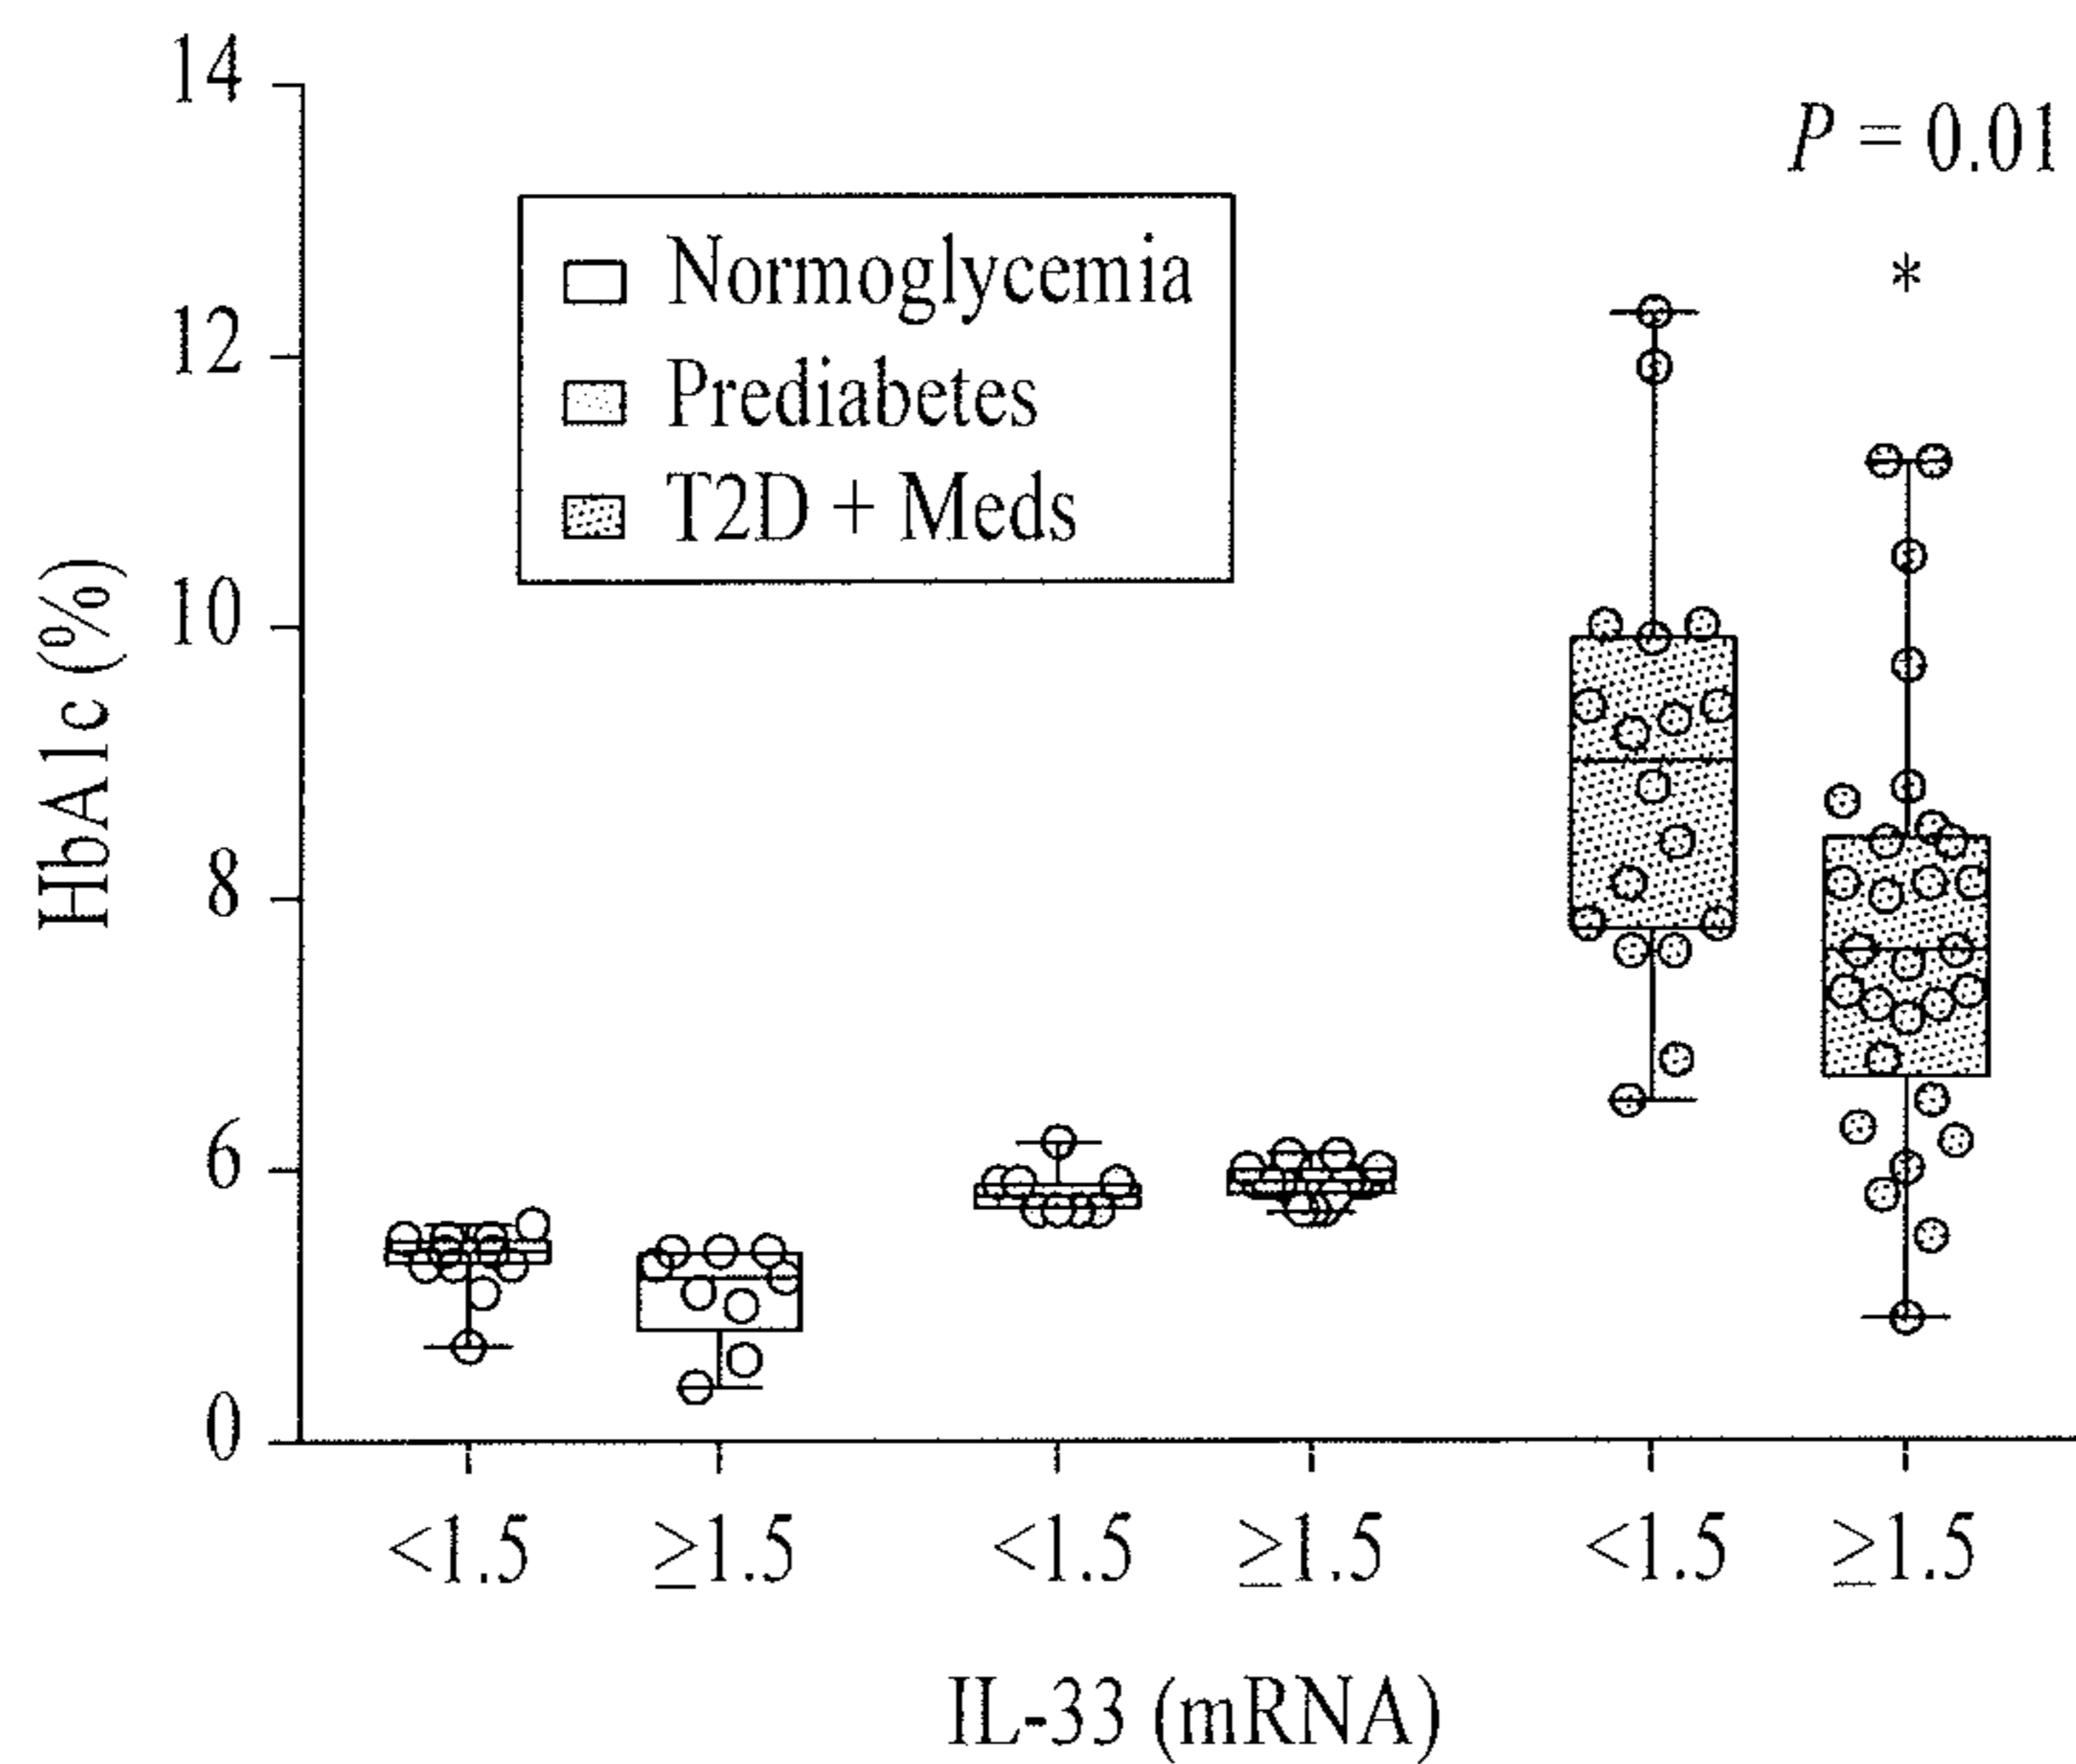 14
12
10
8
6
0
HbA1c (%)
Normoglycemia
Prediabetes
T2D + Meds
P = 0.01
*
<1.5 ≥1.5 <1.5 ≥1.5 <1.5 ≥1.5
IL-33 (mRNA)